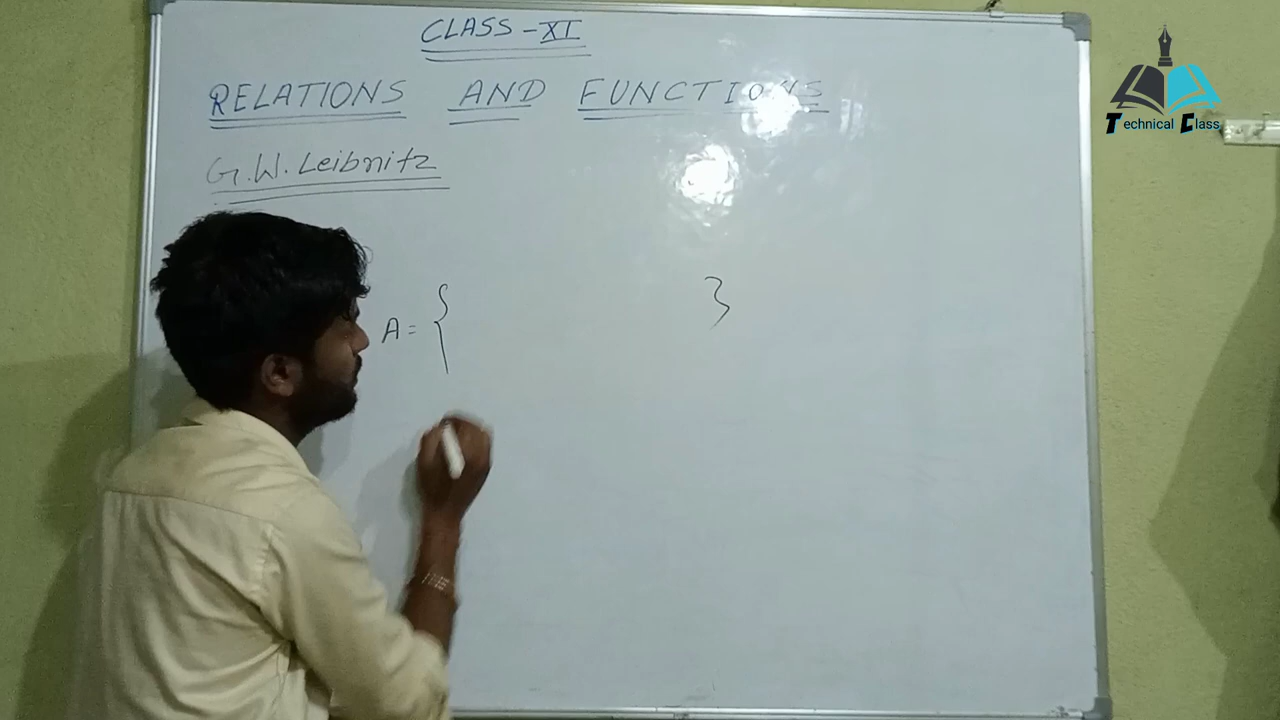 CLASS - XI
RELATIONS AND FUNCTIONS
G.W. Leibnitz
A = { }
Technical Class